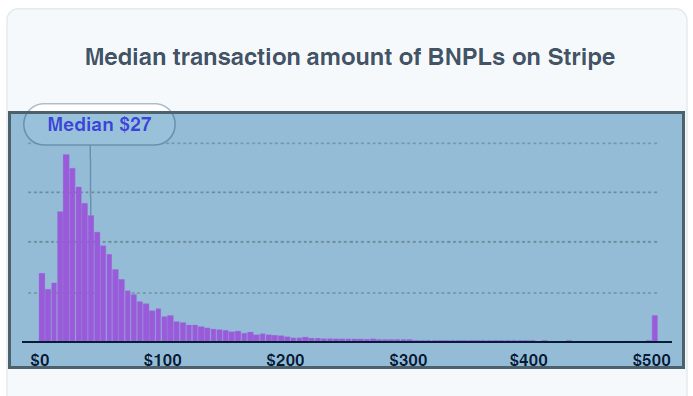 Median transaction amount of BNPLs on Stripe
Median $27
$0 $100 $200 $300 $400 $500